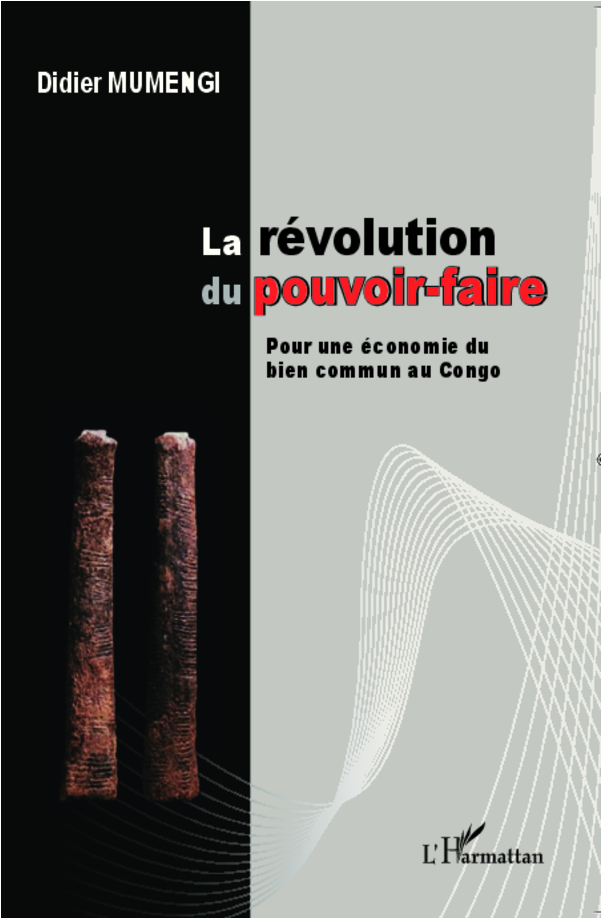 Didier MUMENGI
La révolution
du pouvoir-faire
Pour une économie du
bien commun au Congo
L'Harmattan